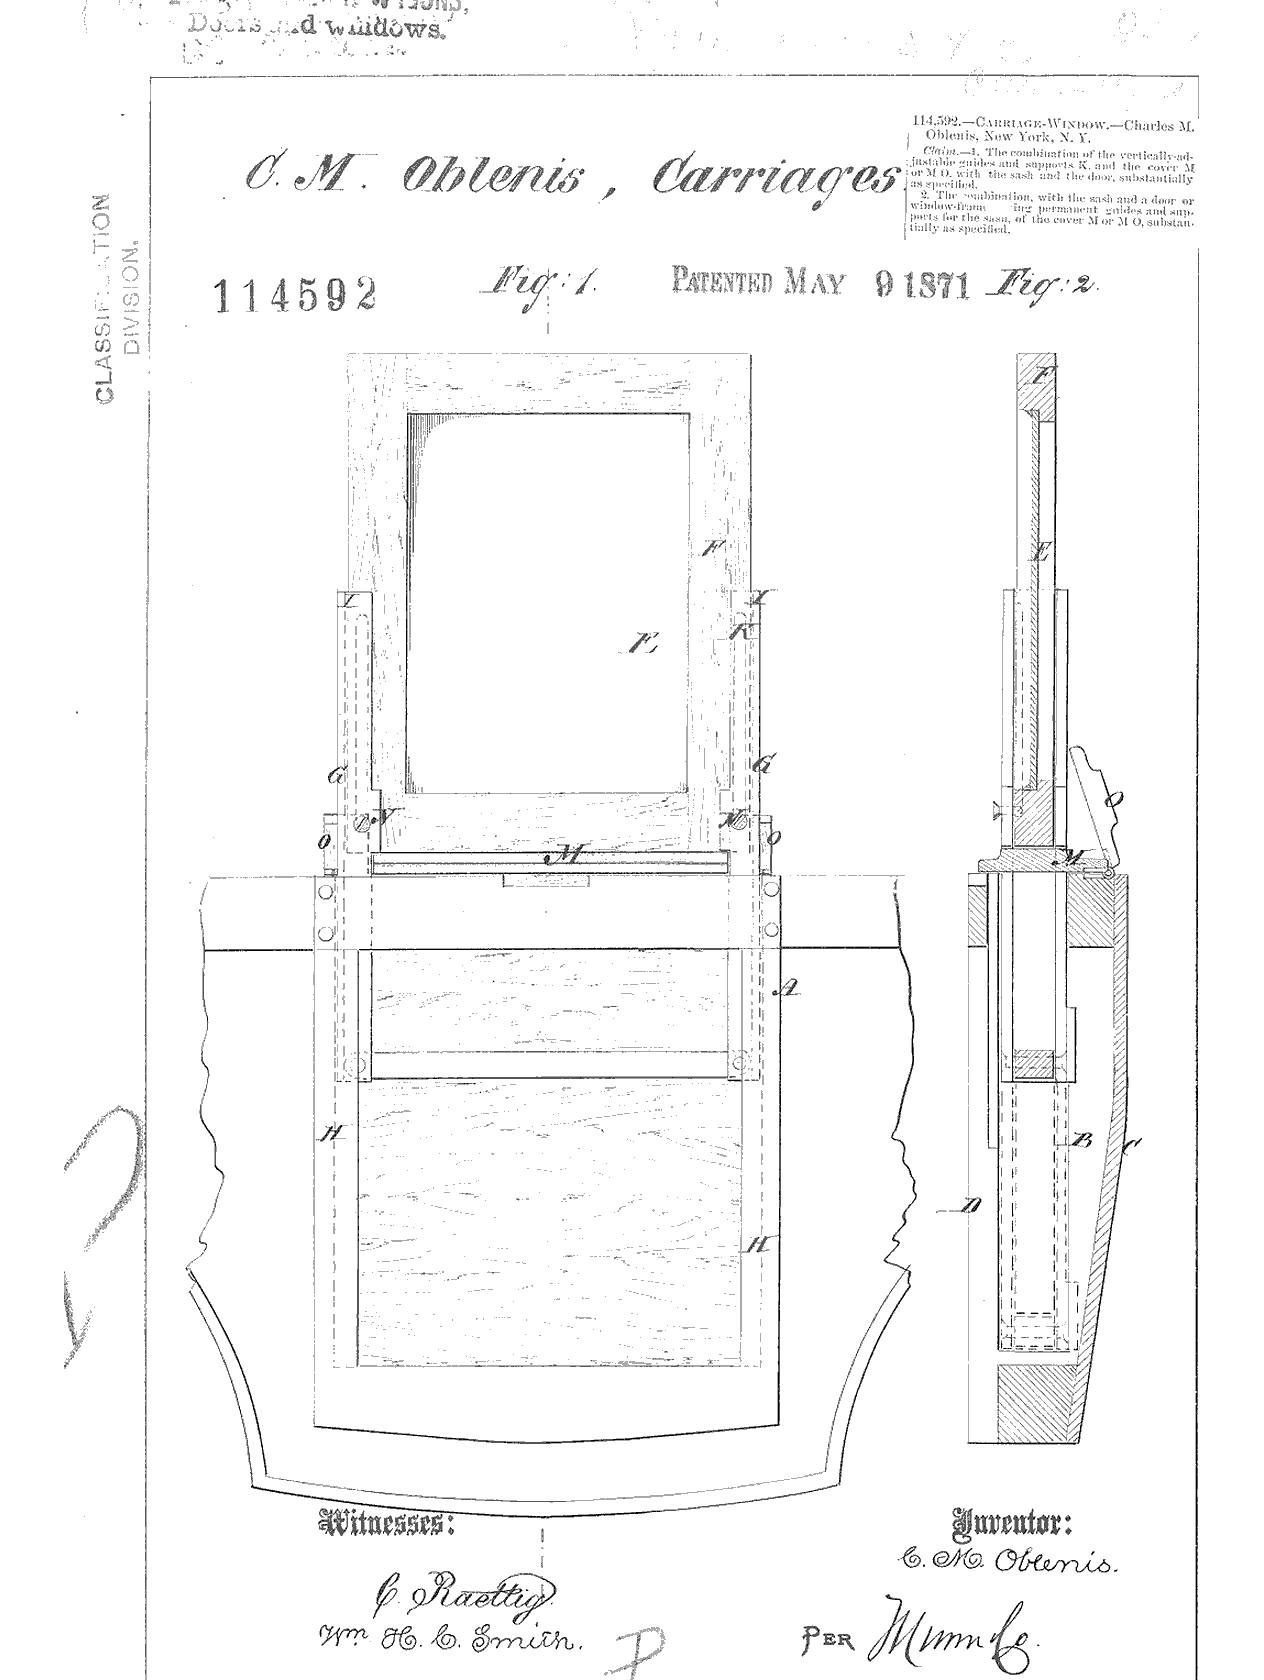 Doors and windows.
C. M. Oblenis, Carriages
114,592.—CARRIAGE-WINDOW.—Charles M.
Oblenis, New York, N. Y.
Claim.—1. The combination of the vertically-ad-
justable guides and supports K, and the cover M
or M O, with the sash and the door, substantially
as specified.
2. The combination, with the sash and a door or
window-frame ing permanent guides and sup-
ports for the sash, of the cover M or M O, substan-
tially as specified.
CLASSIFICATION
DIVISION.
114592
Fig: 1.
PATENTED MAY 9 1871
Fig: 2.
F
F
E
I
I
K
E
G
G
N
N
O
O
O
M
M
A
H
B
C
D
H
Witnesses:
Inventor:
C. Raettig
C. M. Oblenis.
Wm H. C. Smith.
PER Munn Co.